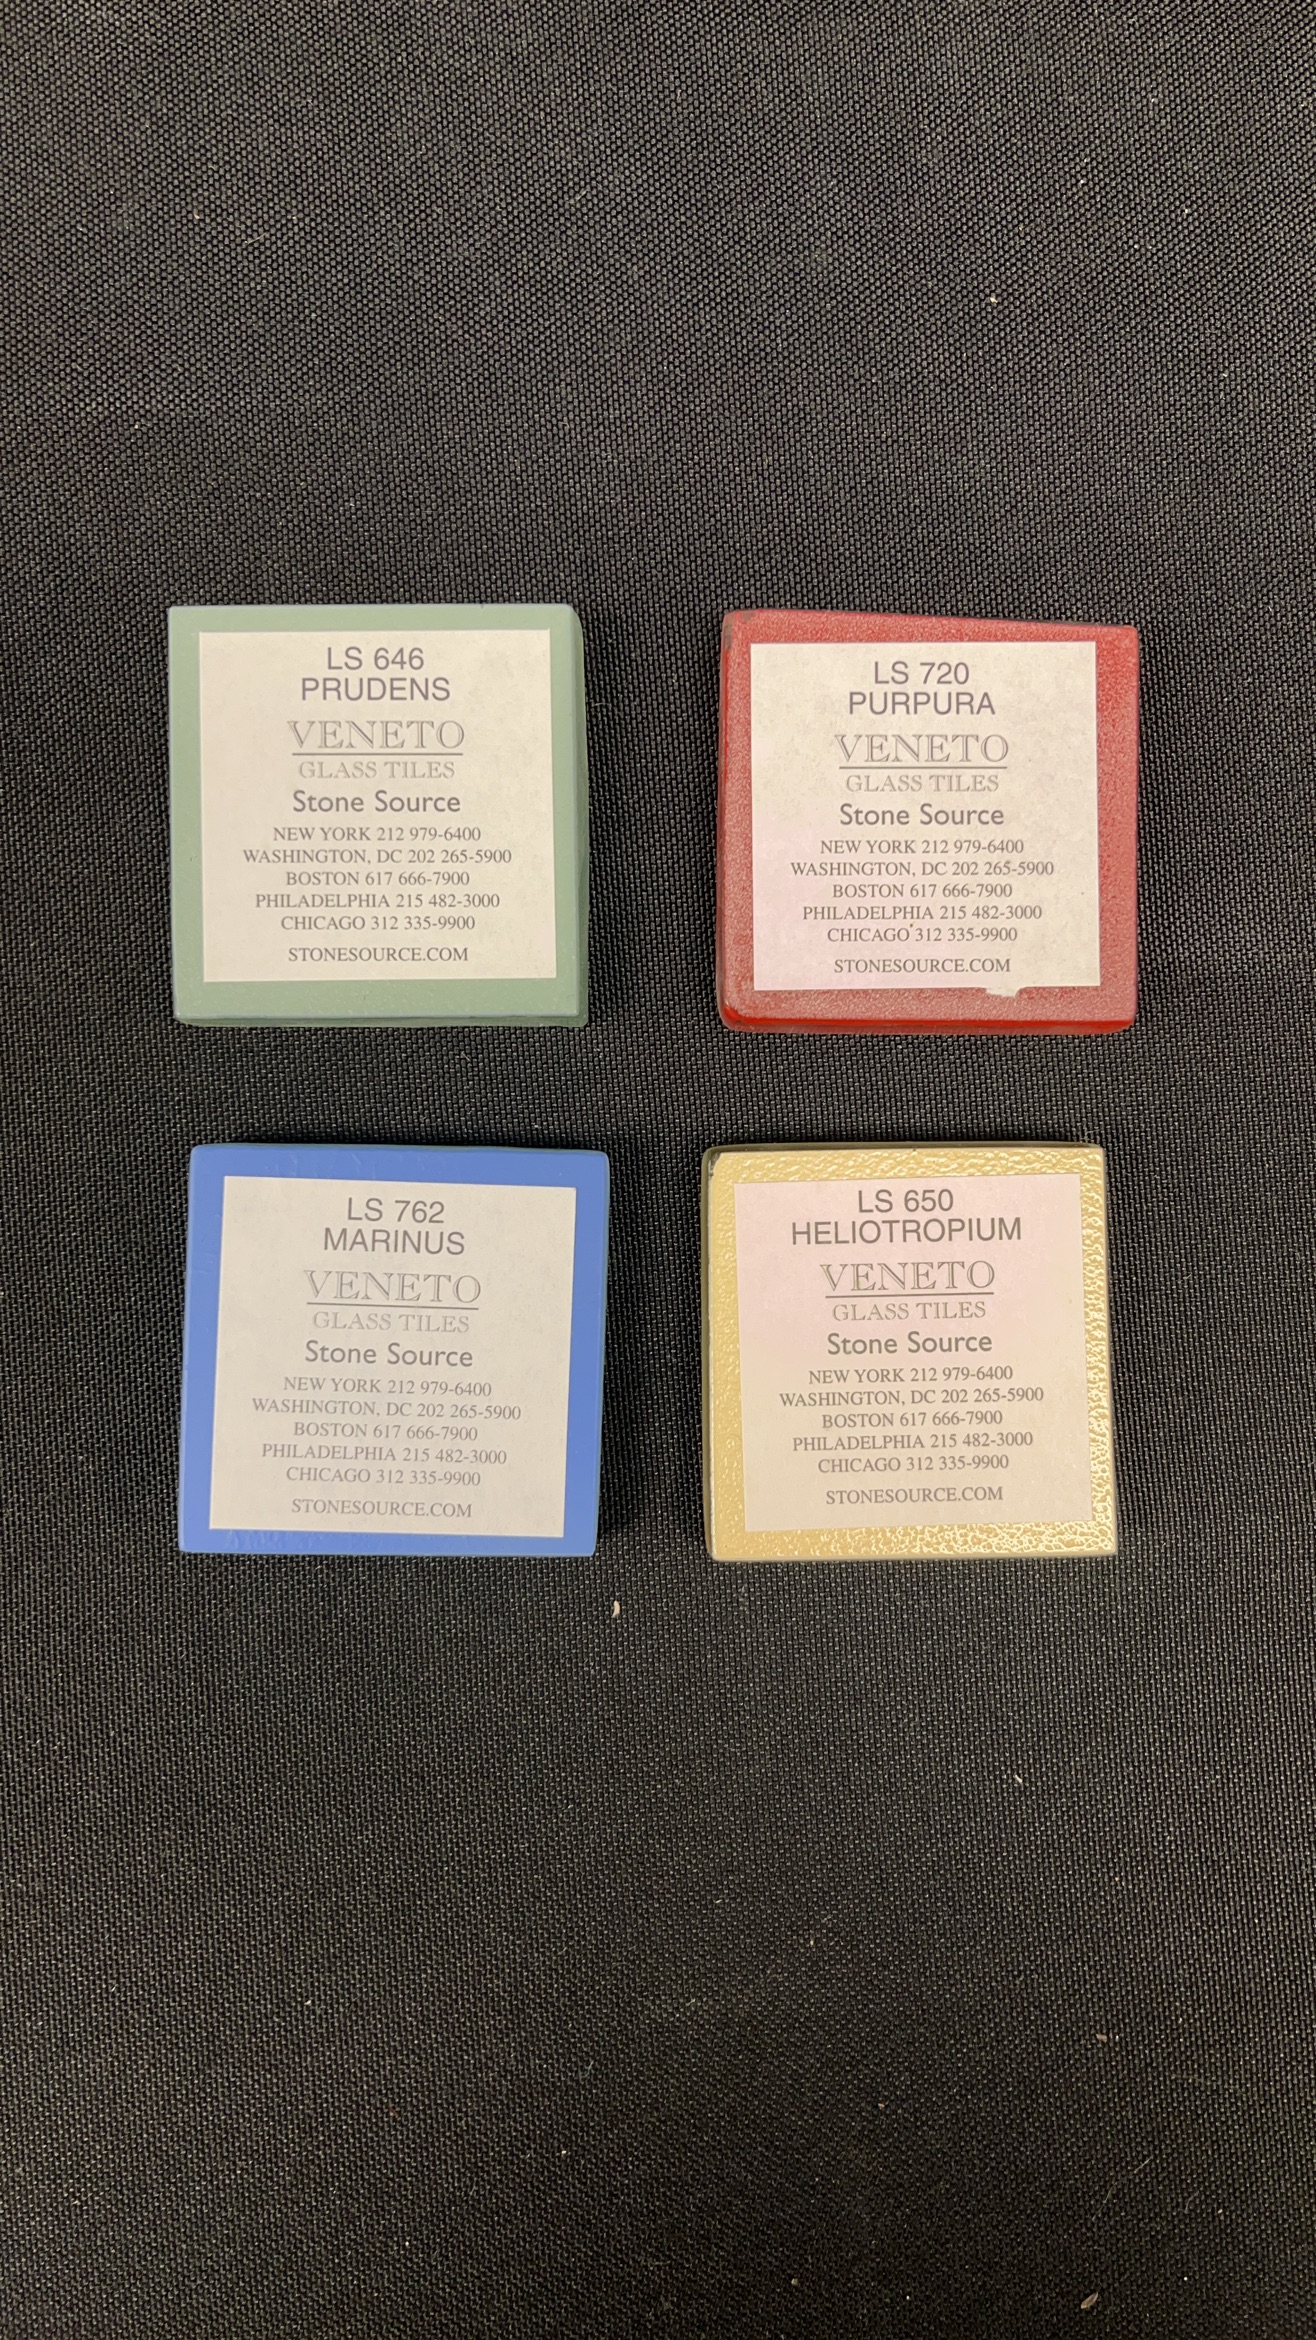 LS 646
PRUDENS
VENETO
GLASS TILES
Stone Source
NEW YORK 212 979-6400
WASHINGTON, DC 202 265-5900
BOSTON 617 666-7900
PHILADELPHIA 215 482-3000
CHICAGO 312 335-9900
STONESOURCE.COM
LS 720
PURPURA
VENETO
GLASS TILES
Stone Source
NEW YORK 212 979-6400
WASHINGTON, DC 202 265-5900
BOSTON 617 666-7900
PHILADELPHIA 215 482-3000
CHICAGO 312 335-9900
STONESOURCE.COM
LS 762
MARINUS
VENETO
GLASS TILES
Stone Source
NEW YORK 212 979-6400
WASHINGTON, DC 202 265-5900
BOSTON 617 666-7900
PHILADELPHIA 215 482-3000
CHICAGO 312 335-9900
STONESOURCE.COM
LS 650
HELIOTROPIUM
VENETO
GLASS TILES
Stone Source
NEW YORK 212 979-6400
WASHINGTON, DC 202 265-5900
BOSTON 617 666-7900
PHILADELPHIA 215 482-3000
CHICAGO 312 335-9900
STONESOURCE.COM